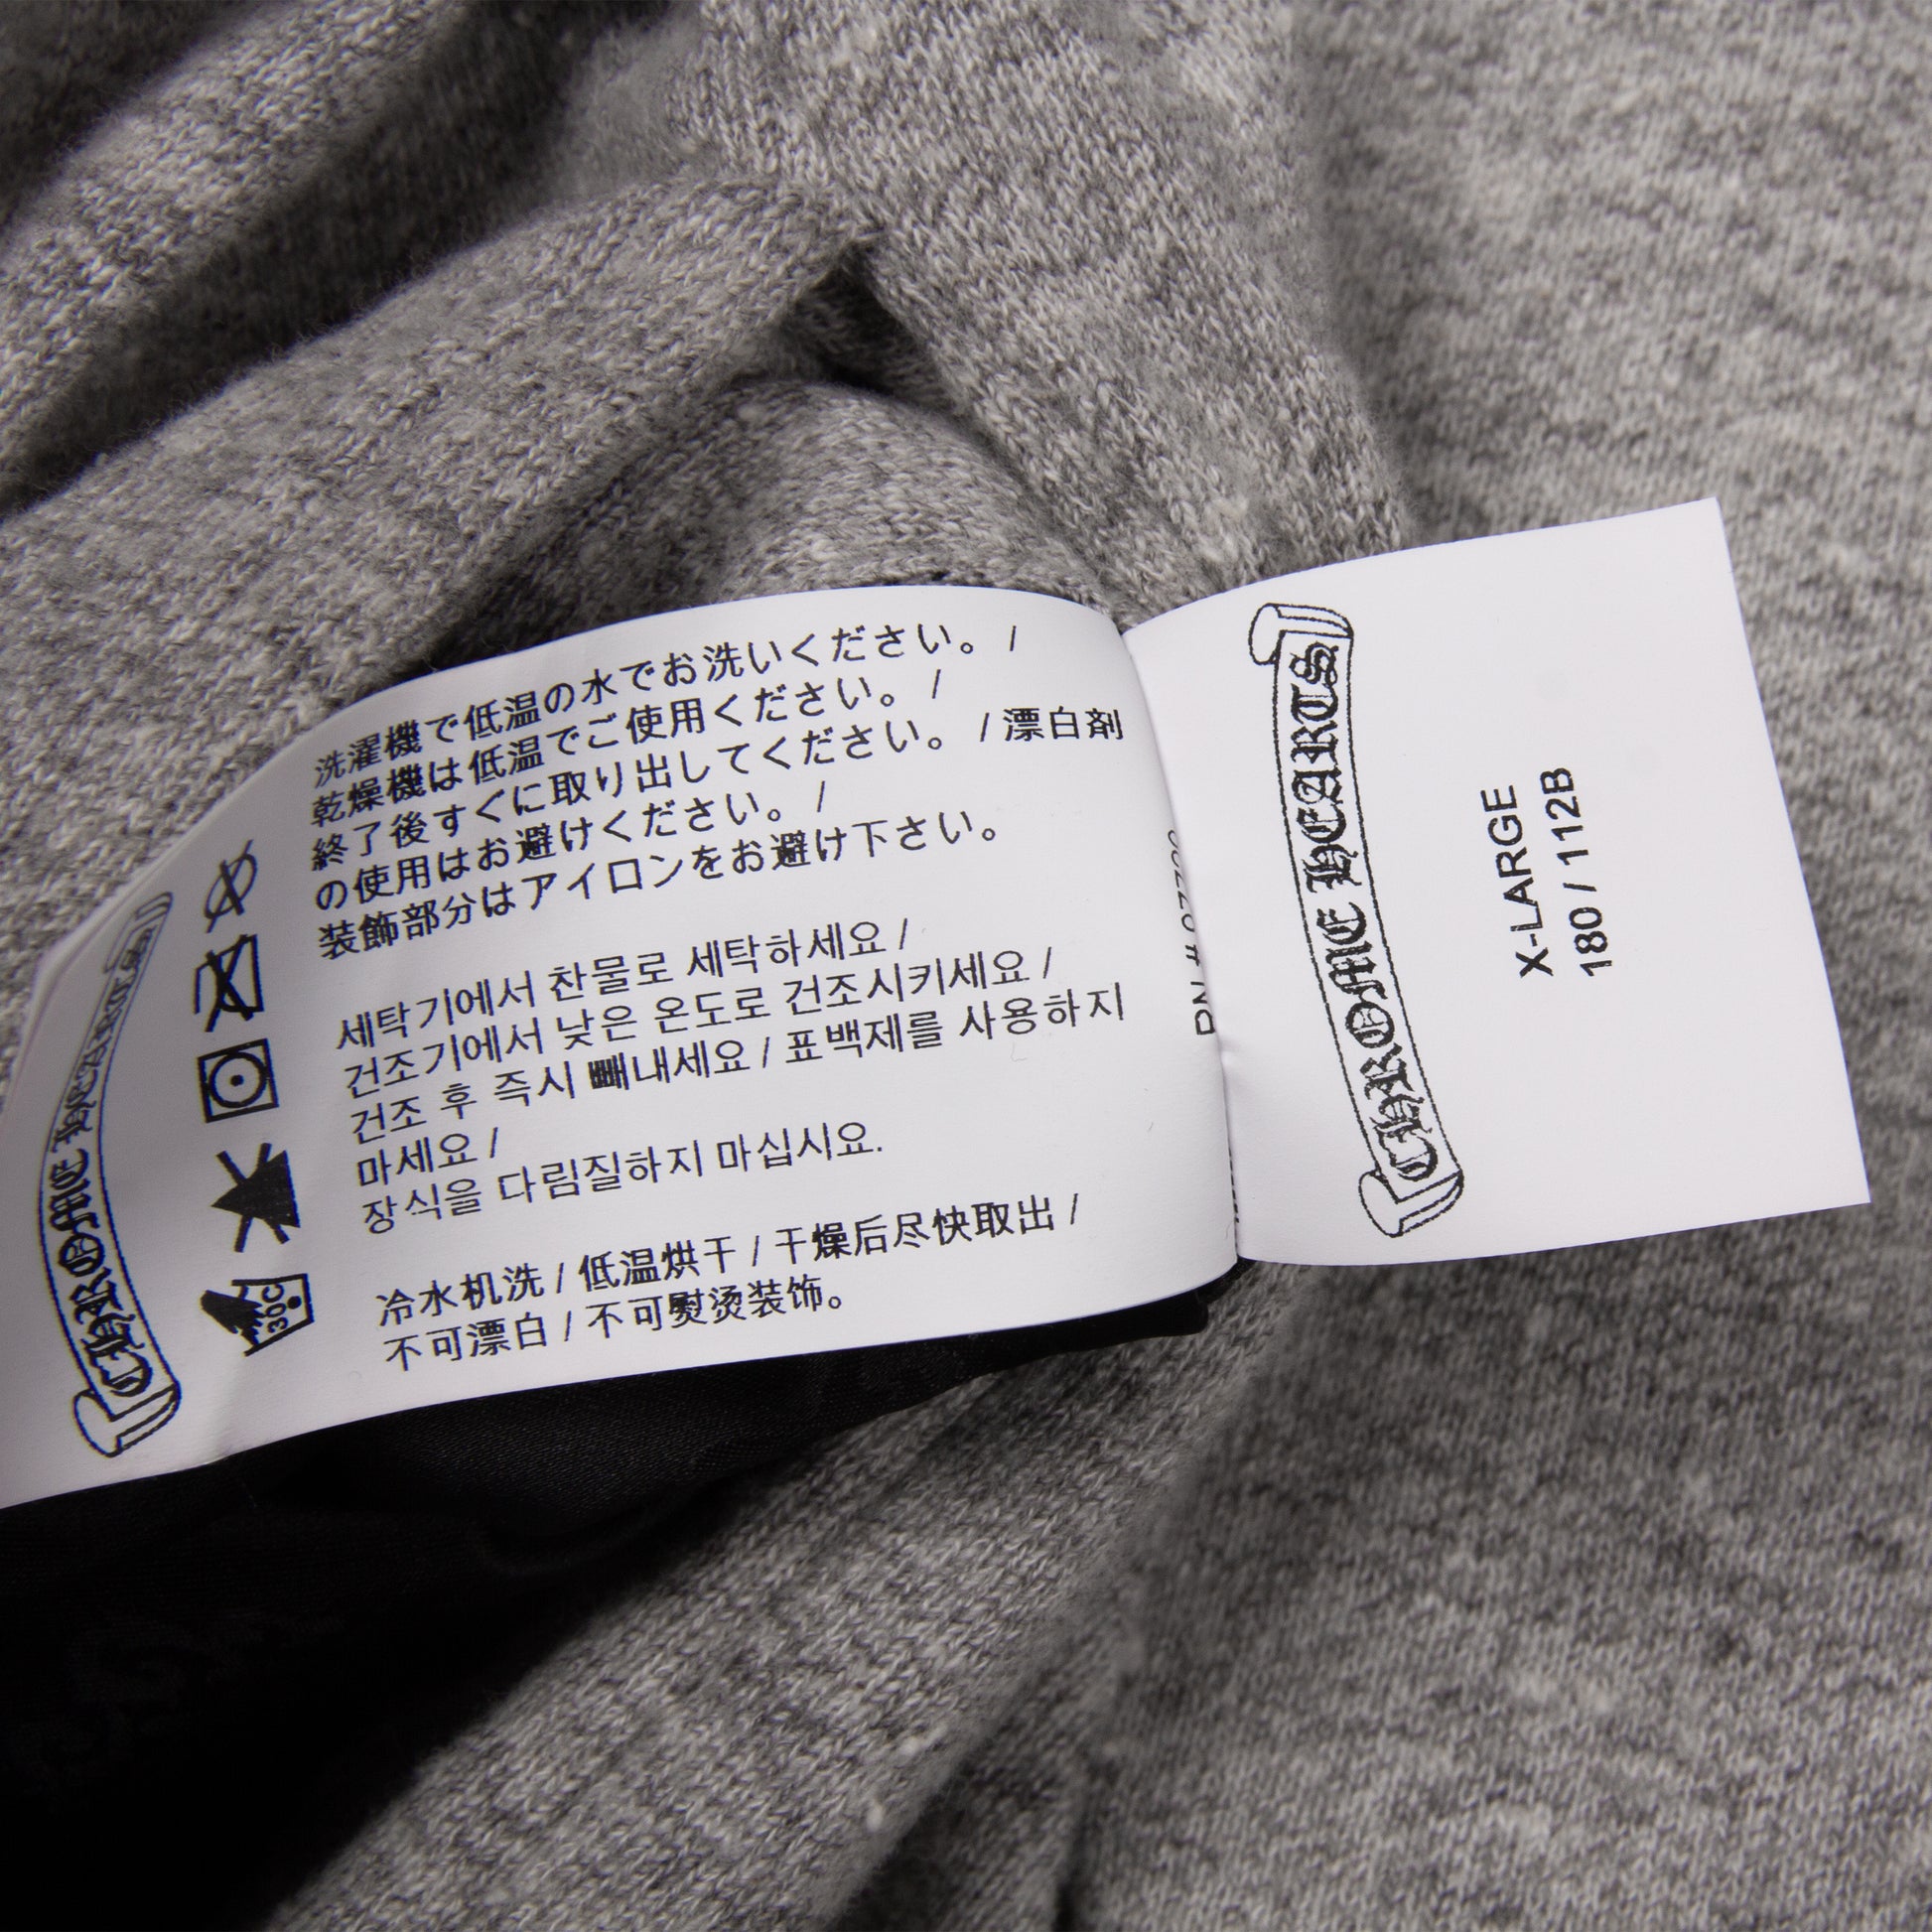 洗濯機で低温の水でお洗いください。 /
乾燥機は低温でご使用ください。 /
終了後すぐに取り出してください。 / 漂白剤
の使用はお避けください。 /
装飾部分はアイロンをお避け下さい。
세탁기에서 찬물로 세탁하세요 /
건조기에서 낮은 온도로 건조시키세요 /
건조 후 즉시 빼내세요 / 표백제를 사용하지
마세요 /
장식을 다림질하지 마십시요.
冷水机洗 / 低温烘干 / 干燥后尽快取出 /
不可漂白 / 不可熨烫装饰。
30C
CHROME HEARTS
CHROME HEARTS
X-LARGE
180 / 112B